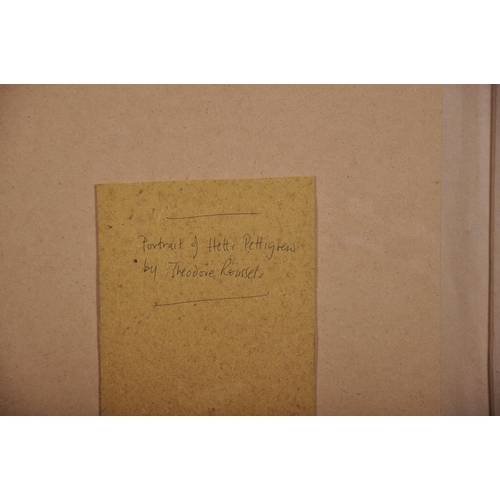 Portrait of Hetti Pettigrew
by Theodore Roussel